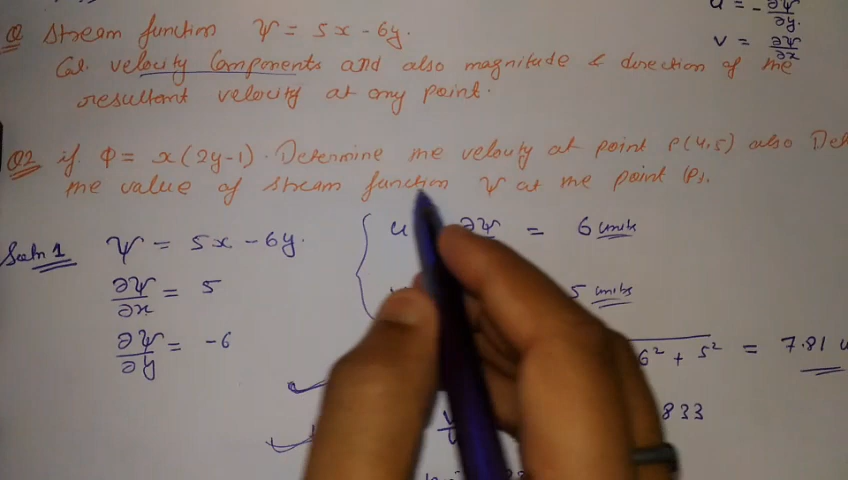 u = - ∂ψ/∂y.
v = ∂ψ/∂x
Q Stream function ψ = 5x - 6y.
Cal. velocity components and also magnitude & direction of the
resultant velocity at any point.
Q2 if φ = x(2y-1). Determine the velouty at point P(4,5) also Det
the value of stream function ψ at the point (P).
Soln 1 ψ = 5x - 6y. u ∂ψ = 6 units
∂ψ/∂x = 5 5 units
∂ψ/∂y = -6 6² + 5² = 7.81 u
833